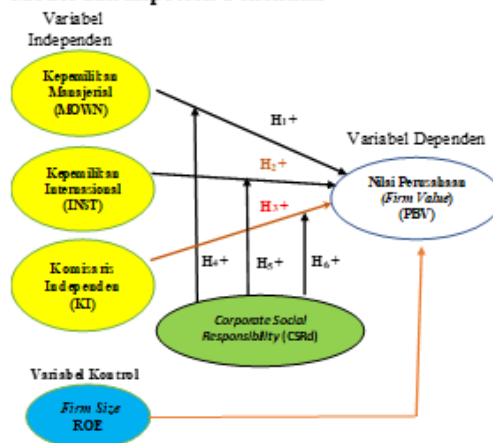 Variabel
Independen
Kepemilikan
Manajerial
(MOWN)
H1+
Variabel Dependen
Kepemilikan
Internasional
(INST)
H2+
Nilai Perusahaan
(Firm Value)
(PBV)
H3+
Komisaris
Independen
(KI)
H4+
H5+
H6+
Corporate Social
Responsibility (CSRd)
Variabel Kontrol
Firm Size
ROE